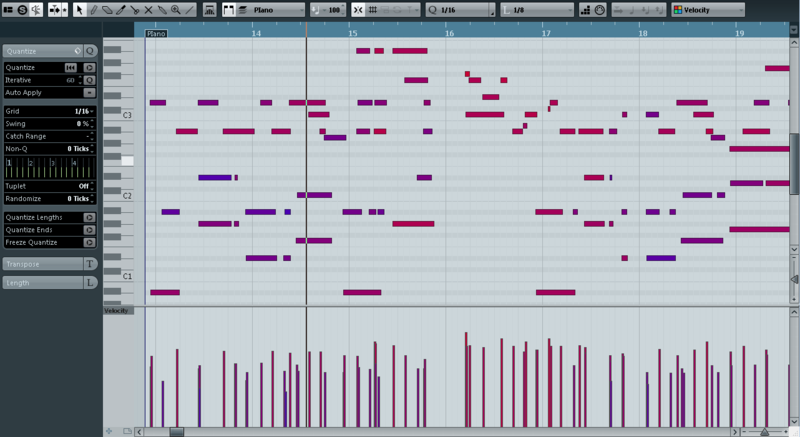 Piano
100
Q 1/16
L 1/8
Velocity
14 15 16 17 18 19
Piano
Quantize Q
Quantize
Iterative 60 Q
Auto Apply
Grid 1/16
Swing 0 %
Catch Range -
Non-Q 0 Ticks
1 2 3 4
Tuplet Off
Randomize 0 Ticks
Quantize Lengths
Quantize Ends
Freeze Quantize
Transpose T
Length L
C3
C2
C1
Velocity